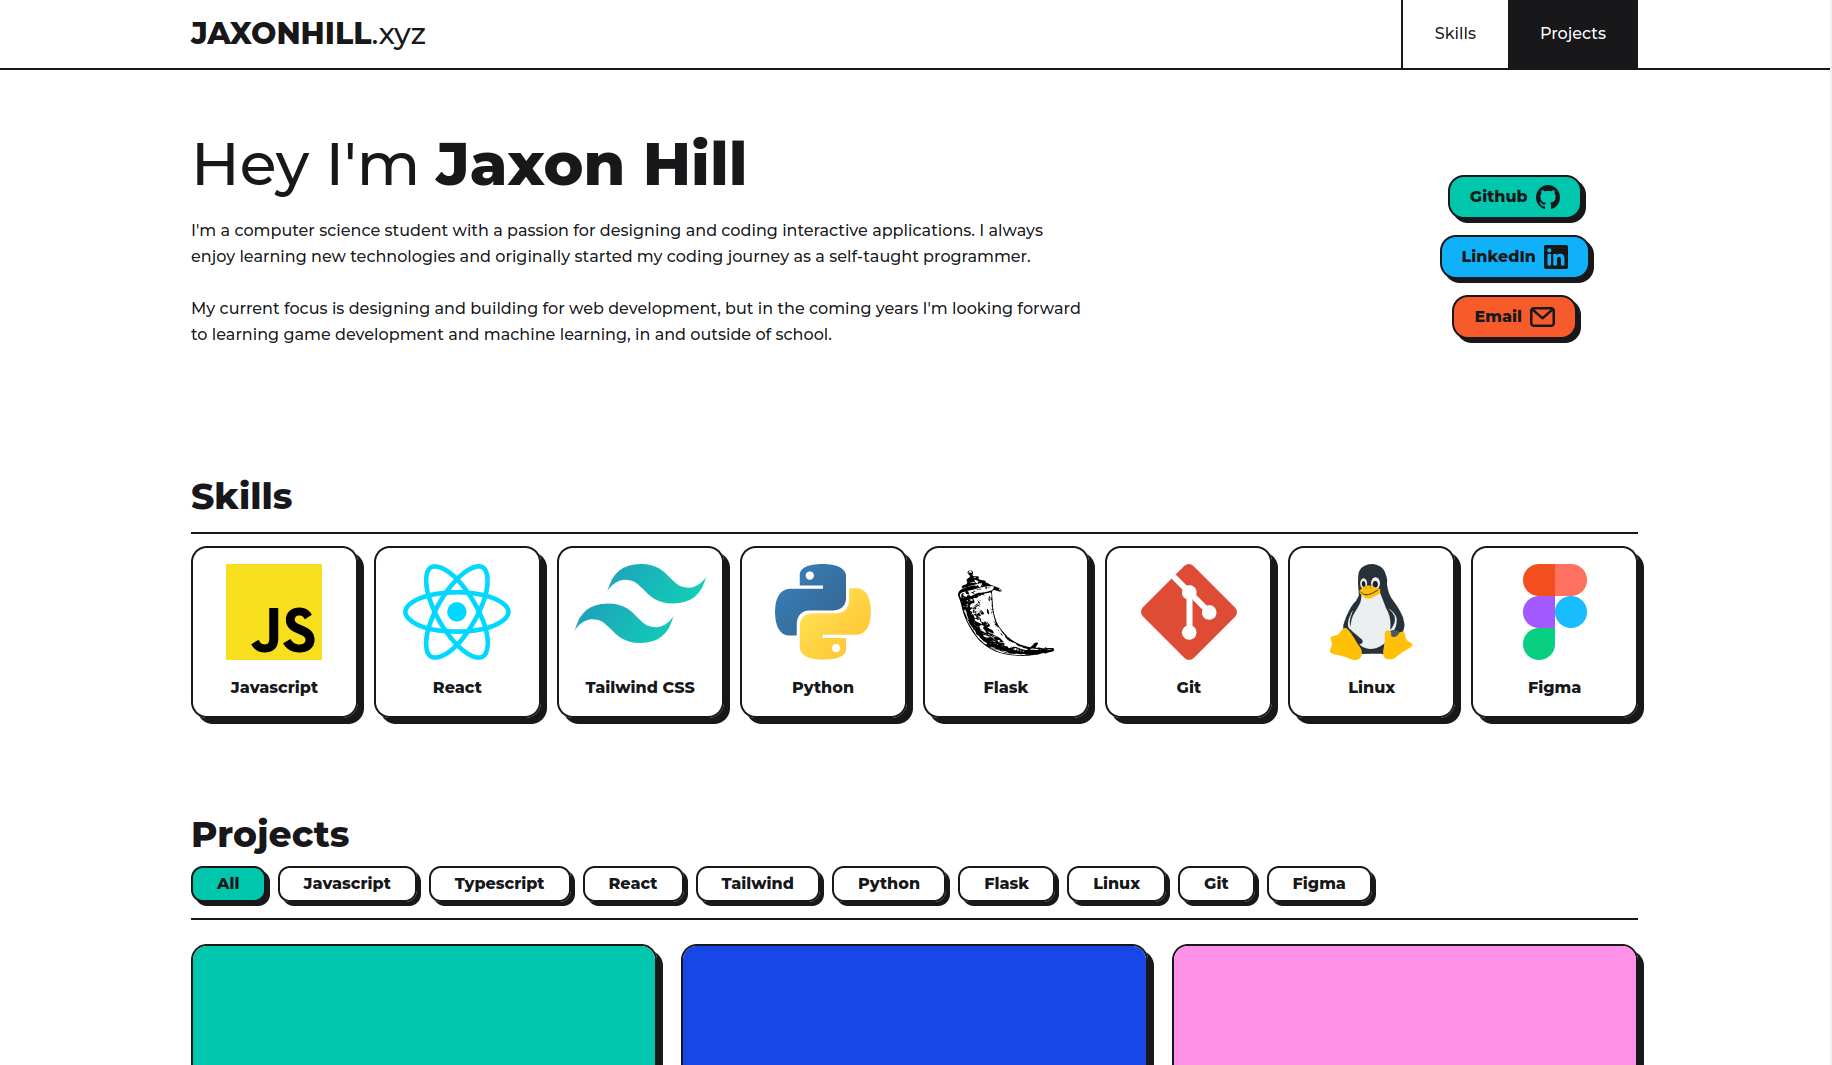 JAXONHILL.xyz
Skills
Projects
Hey I'm Jaxon Hill
I'm a computer science student with a passion for designing and coding interactive applications. I always
enjoy learning new technologies and originally started my coding journey as a self-taught programmer.
My current focus is designing and building for web development, but in the coming years I'm looking forward
to learning game development and machine learning, in and outside of school.
Github
LinkedIn
in
Email
Skills
JS
Javascript
React
Tailwind CSS
Python
Flask
Git
Linux
Figma
Projects
All
Javascript
Typescript
React
Tailwind
Python
Flask
Linux
Git
Figma